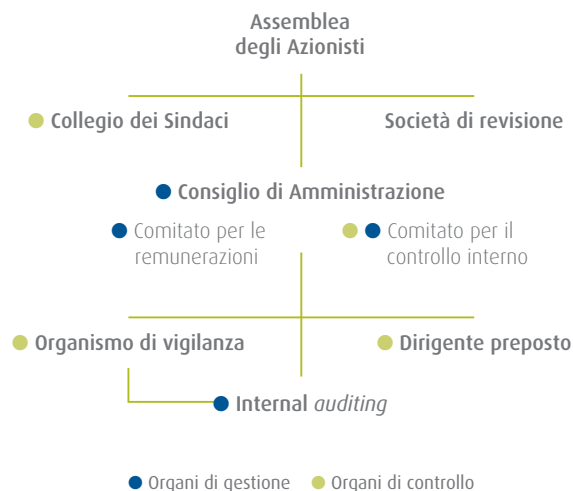 Assemblea
degli Azionisti
Collegio dei Sindaci
Società di revisione
Consiglio di Amministrazione
Comitato per le
remunerazioni
Comitato per il
controllo interno
Organismo di vigilanza
Dirigente preposto
Internal auditing
Organi di gestione
Organi di controllo